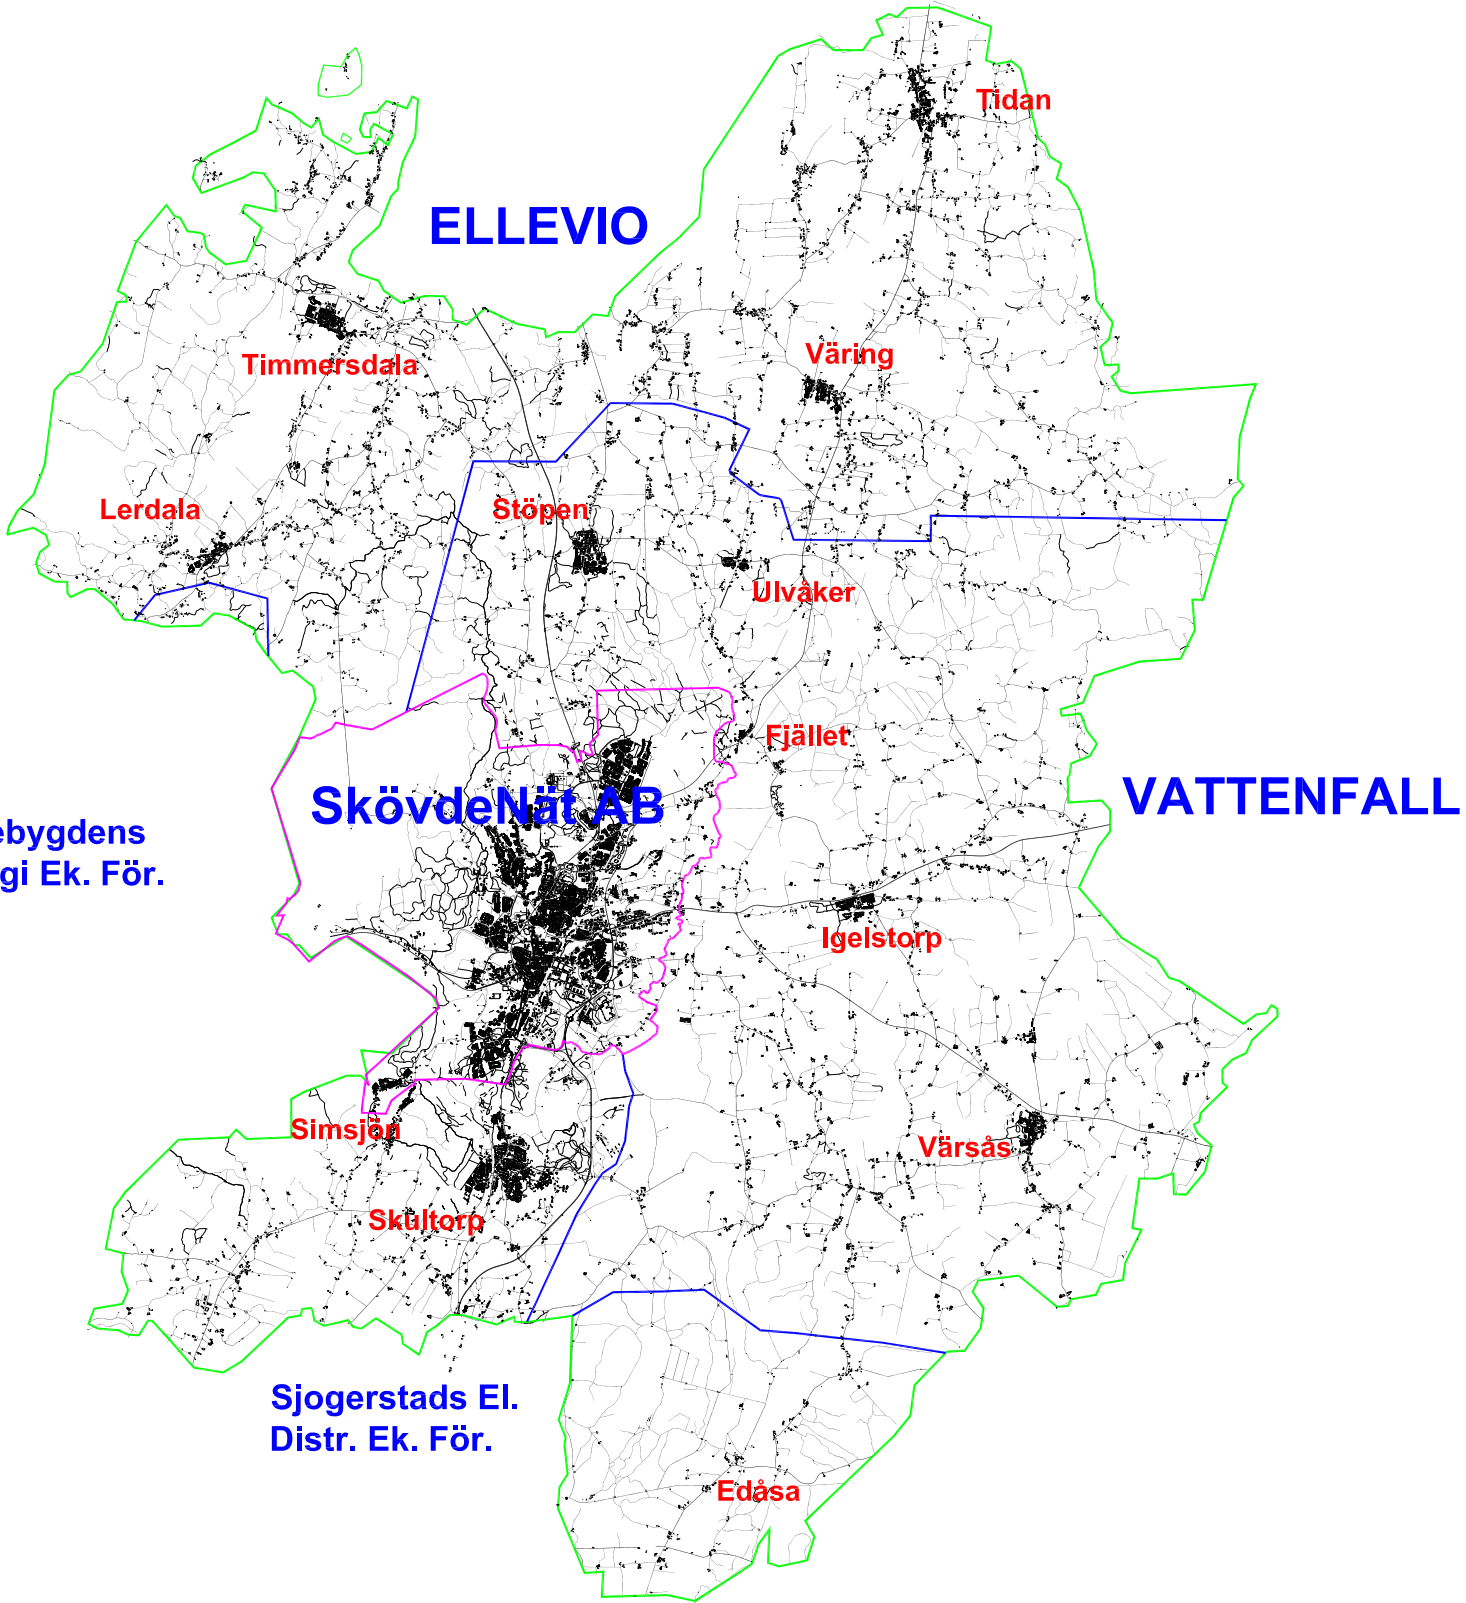 Tidan
ELLEVIO
Väring
Timmersdala
Lerdala
Stöpen
Ulvåker
Fjället
VATTENFALL
SkövdeNät AB
ebygdens
gi Ek. För.
Igelstorp
Simsjön
Värsås
Skultorp
Sjogerstads El.
Distr. Ek. För.
Edåsa